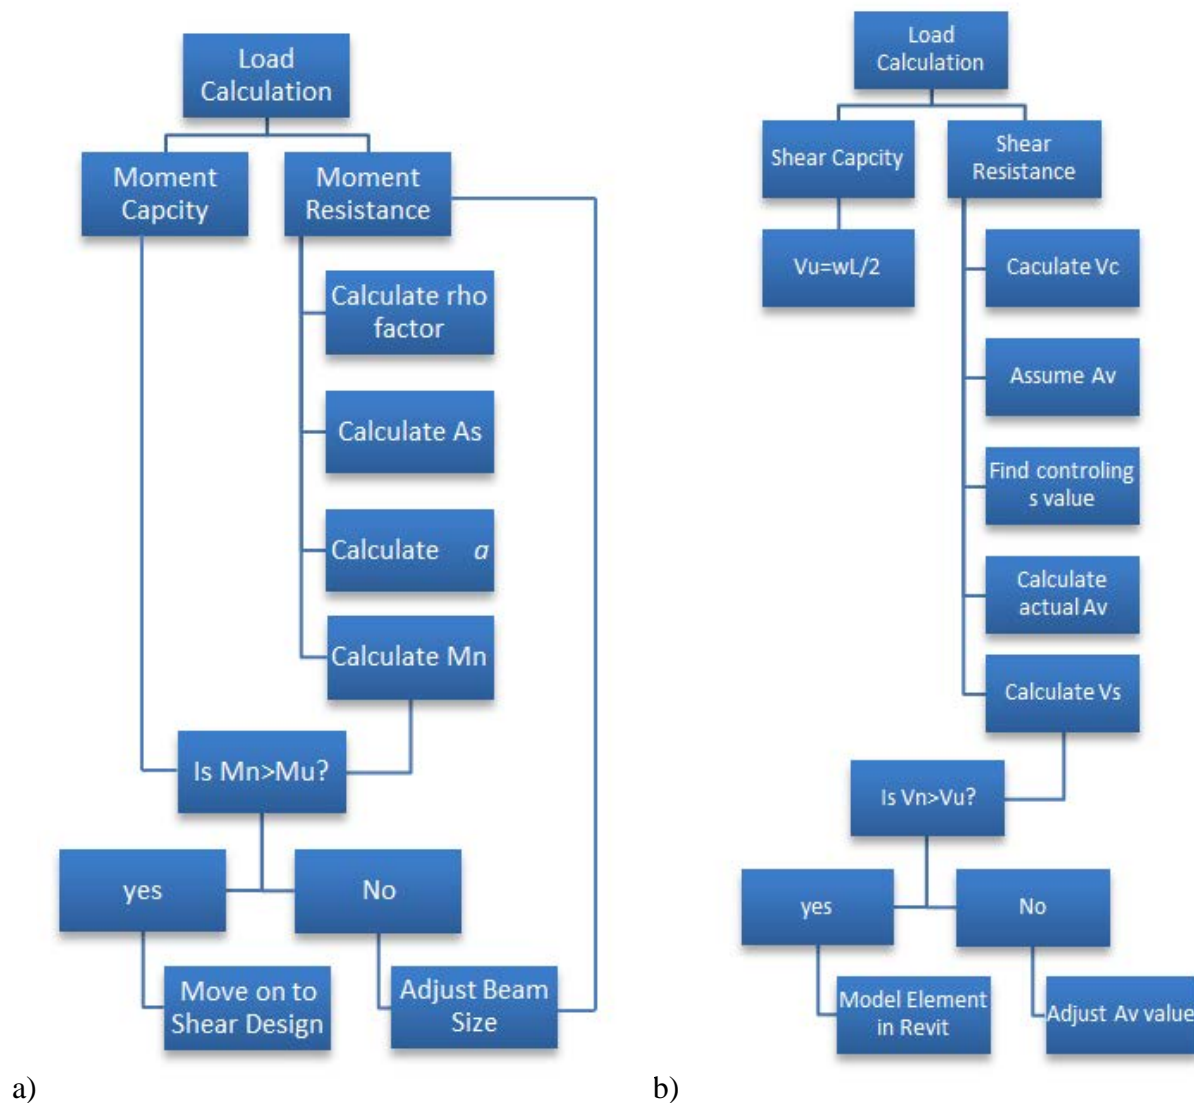 Load
Calculation
Moment
Capcity
Moment
Resistance
Calculate rho
factor
Calculate As
Calculate a
Calculate Mn
Is Mn>Mu?
yes
No
Move on to
Shear Design
Adjust Beam
Size
a)
Load
Calculation
Shear Capcity
Shear
Resistance
Vu=wL/2
Caculate Vc
Assume Av
Find controling
s value
Calculate
actual Av
Calculate Vs
Is Vn>Vu?
yes
No
Model Element
in Revit
Adjust Av value
b)